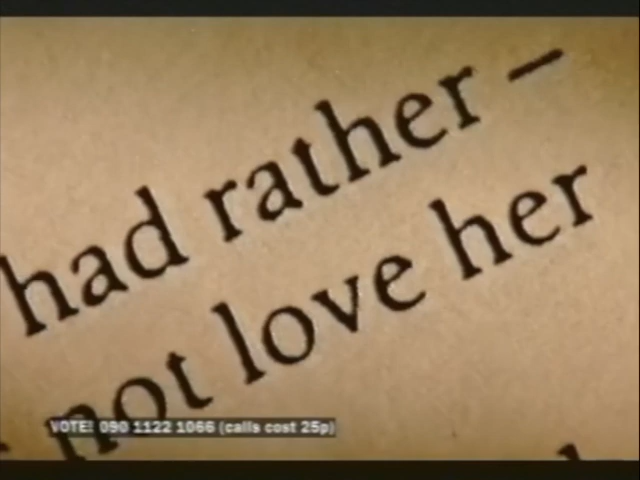 had rather –
not love her
VOTE! 090 1122 1066 (calls cost 25p)